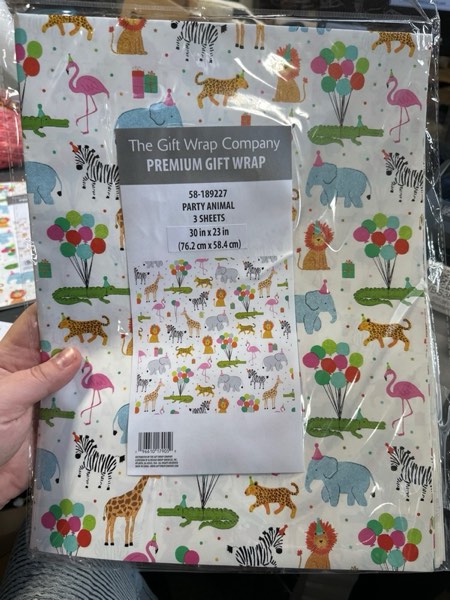 The Gift Wrap Company
PREMIUM GIFT WRAP
58-189227
PARTY ANIMAL
3 SHEETS
30 in x 23 in
(76.2 cm x 58.4 cm)